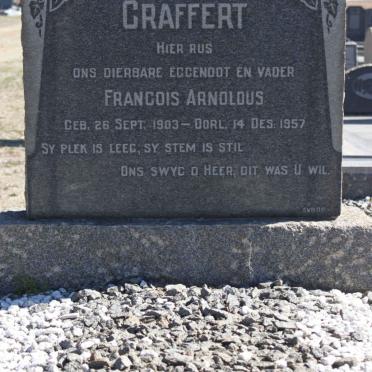 GRAFFERT
HIER RUS
ONS DIERBARE EGGENOOT EN VADER
FRANCOIS ARNOLDUS
GEB. 26 SEPT. 1903 — OORL. 14 DES. 1957
SY PLEK IS LEEG, SY STEM IS STIL
ONS SWYG O HEER, DIT WAS U WIL.